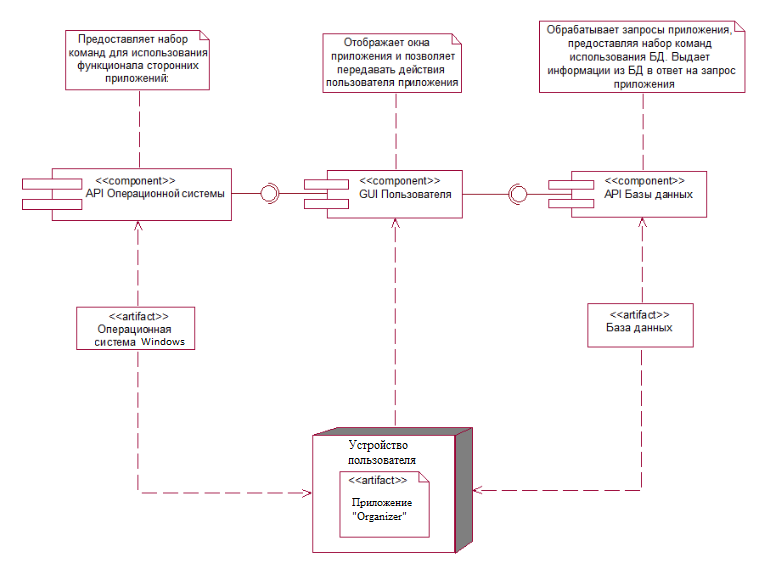 Предоставляет набор
команд для использования
функционала сторонних
приложений:
Отображает окна
приложения и позволяет
передавать действия
пользователя приложения
Обрабатывает запросы приложения,
предоставляя набор команд
использования БД. Выдает
информации из БД в ответ на запрос
приложения
<<component>>
API Операционной системы
<<component>>
GUI Пользователя
<<component>>
API Базы данных
<<artifact>>
Операционная
система Windows
<<artifact>>
База данных
Устройство
пользователя
<<artifact>>
Приложение
"Organizer"